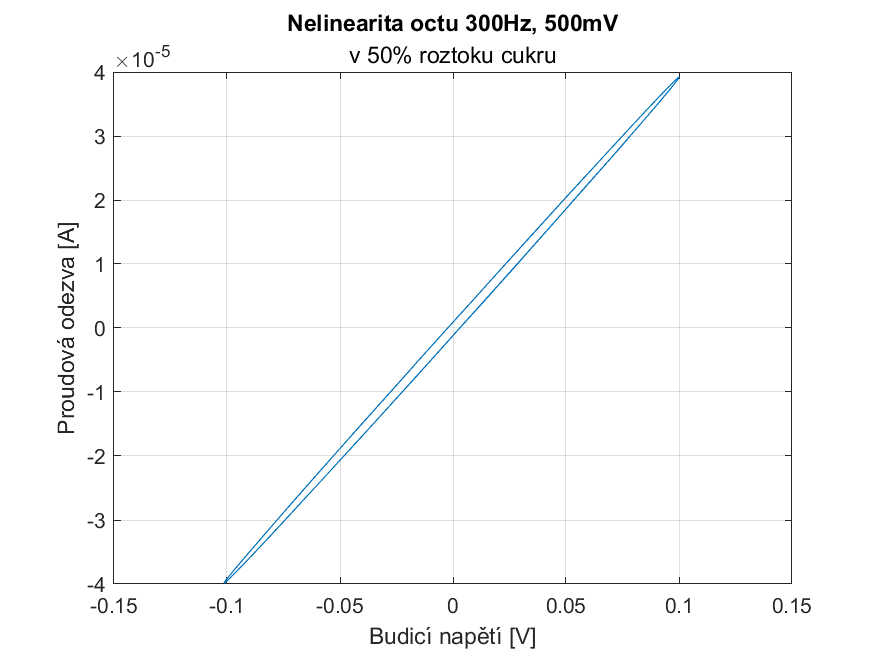 Nelinearita octu 300Hz, 500mV
v 50% roztoku cukru
×10^-5
4
3
2
1
0
-1
-2
-3
-4
Proudová odezva [A]
-0.15 -0.1 -0.05 0 0.05 0.1 0.15
Budicí napětí [V]